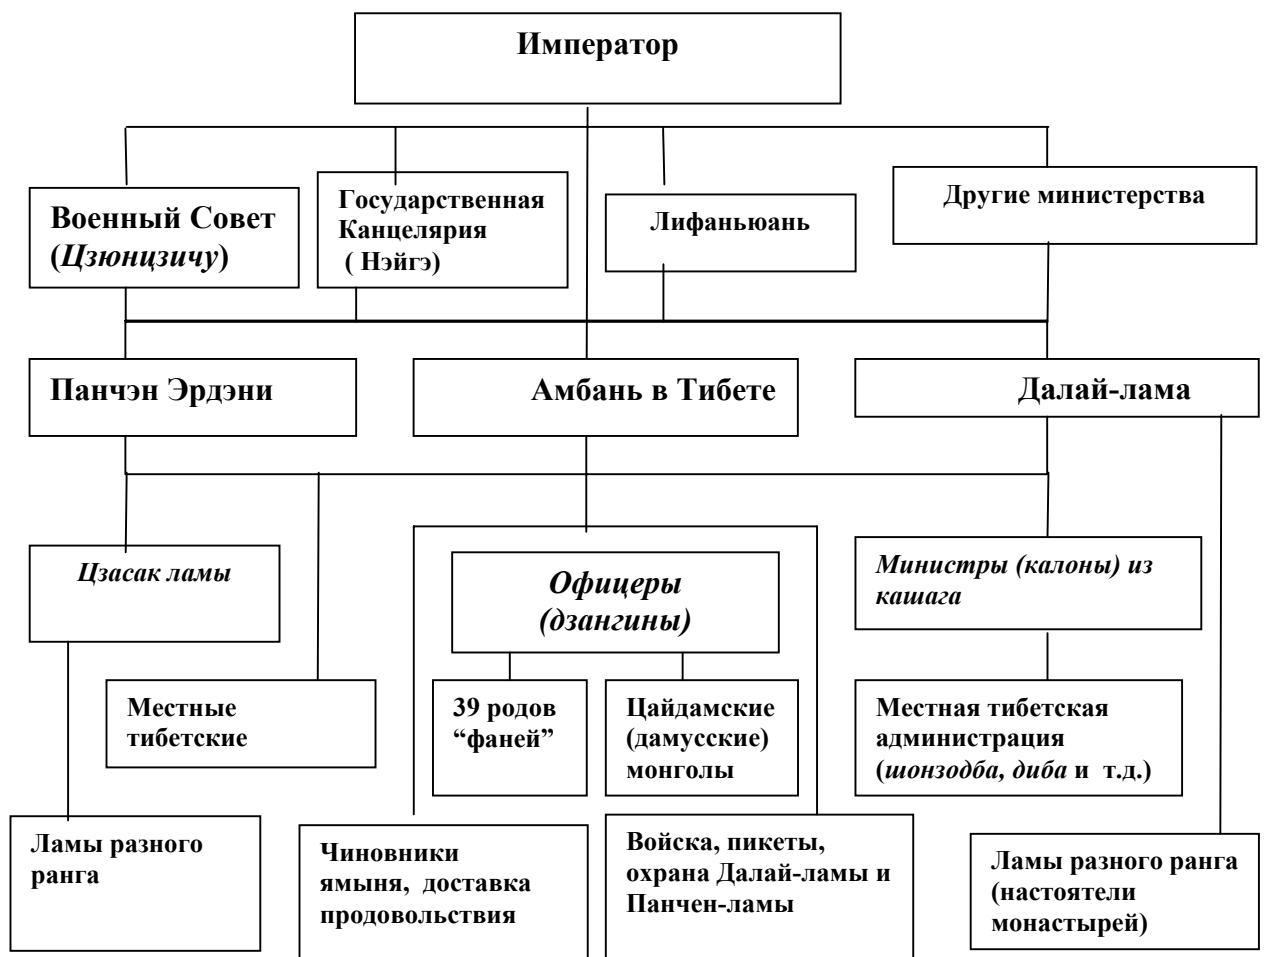 Император
Военный Совет
(Цзюнцзичу)
Государственная
Канцелярия
( Нэйгэ)
Лифаньюань
Другие министерства
Панчэн Эрдэни
Амбань в Тибете
Далай-лама
Цзасак ламы
Офицеры
(дзангины)
Министры (калоны) из
кашага
Местные
тибетские
39 родов
“фаней”
Цайдамские
(дамусские)
монголы
Местная тибетская
администрация
(шонзодба, диба и т.д.)
Ламы разного
ранга
Чиновники
ямыня, доставка
продовольствия
Войска, пикеты,
охрана Далай-ламы и
Панчен-ламы
Ламы разного ранга
(настоятели
монастырей)